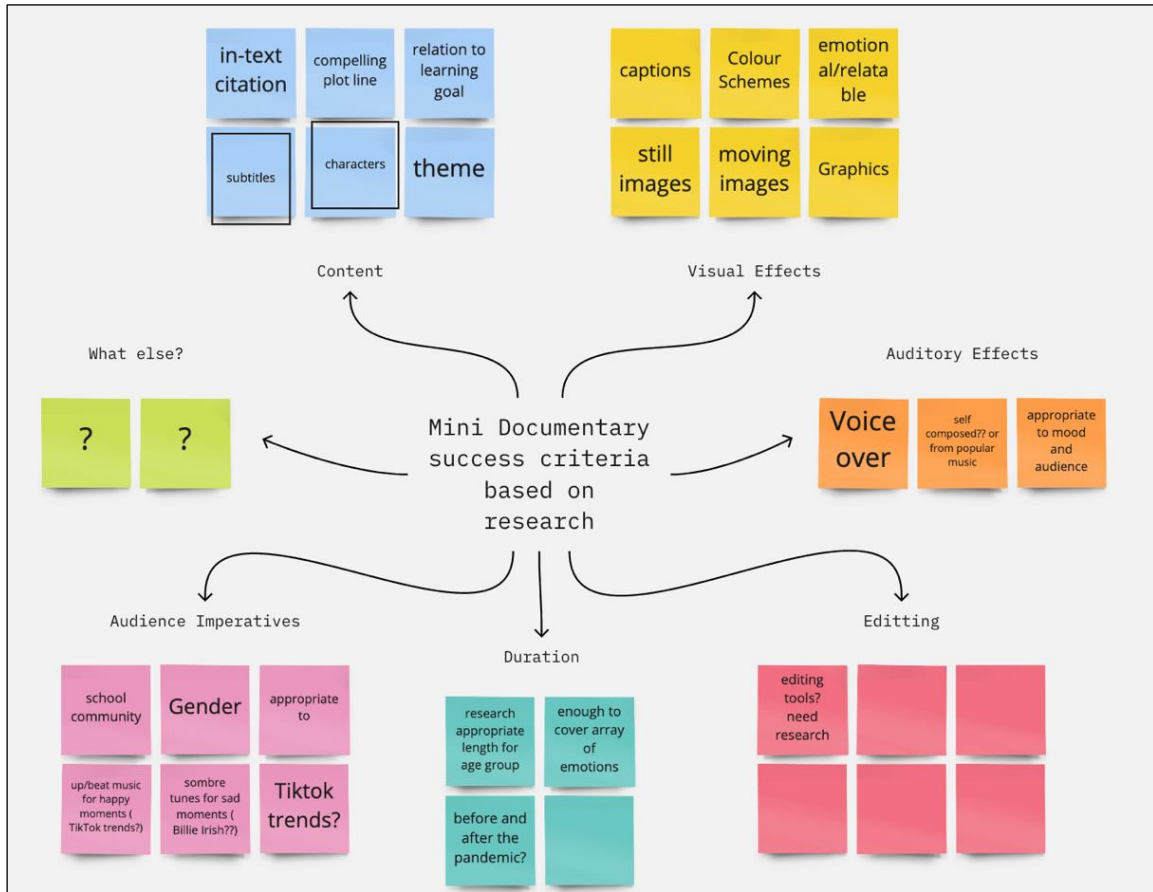 in-text
citation
compelling
plot line
relation to
learning
goal
subtitles
characters
theme
Content
captions
Colour
Schemes
emotion
al/relata
ble
still
images
moving
images
Graphics
Visual Effects
What else?
?
?
Mini Documentary
success criteria
based on
research
Auditory Effects
Voice
over
self
composed?? or
from popular
music
appropriate
to mood
and
audience
Audience Imperatives
school
community
Gender
appropriate
to
up/beat music
for happy
moments (
TikTok trends?)
sombre
tunes for sad
moments (
Billie Irish??)
Tiktok
trends?
Duration
research
appropriate
length for
age group
enough to
cover array
of
emotions
before and
after the
pandemic?
Editting
editing
tools?
need
research